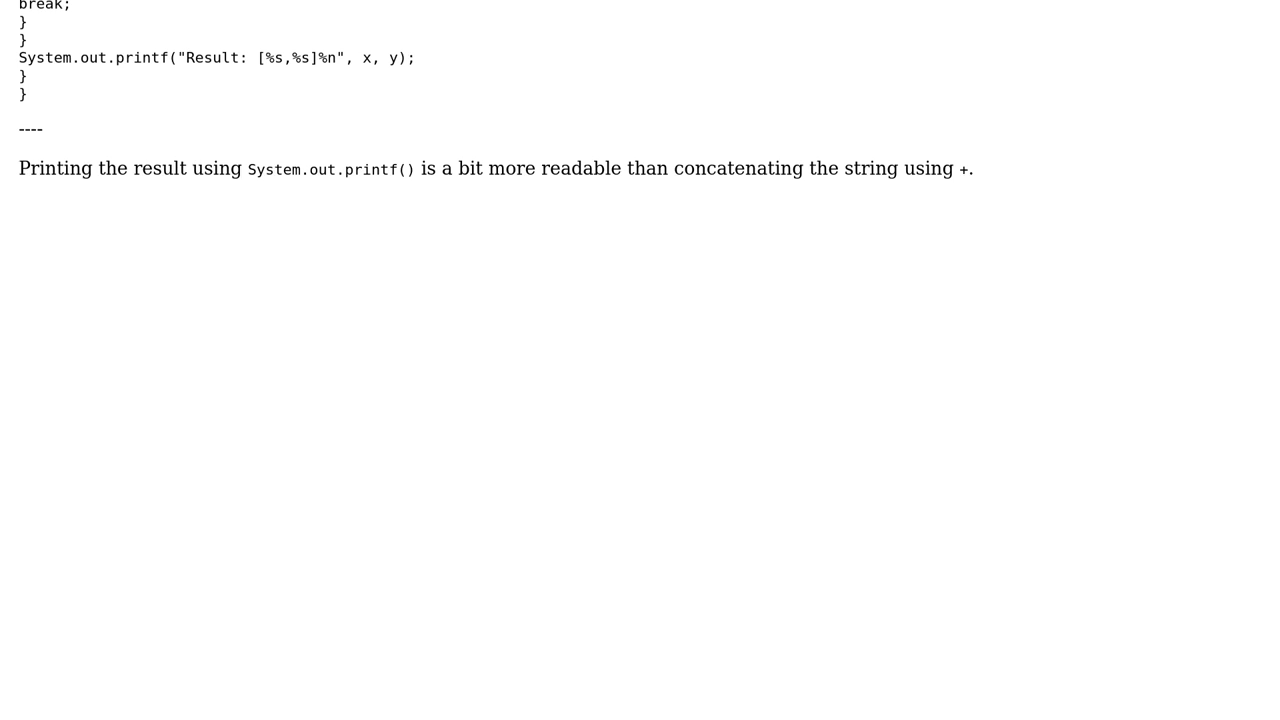 break;
}
}
System.out.printf("Result: [%s,%s]%n", x, y);
}
}
----
Printing the result using System.out.printf() is a bit more readable than concatenating the string using +.